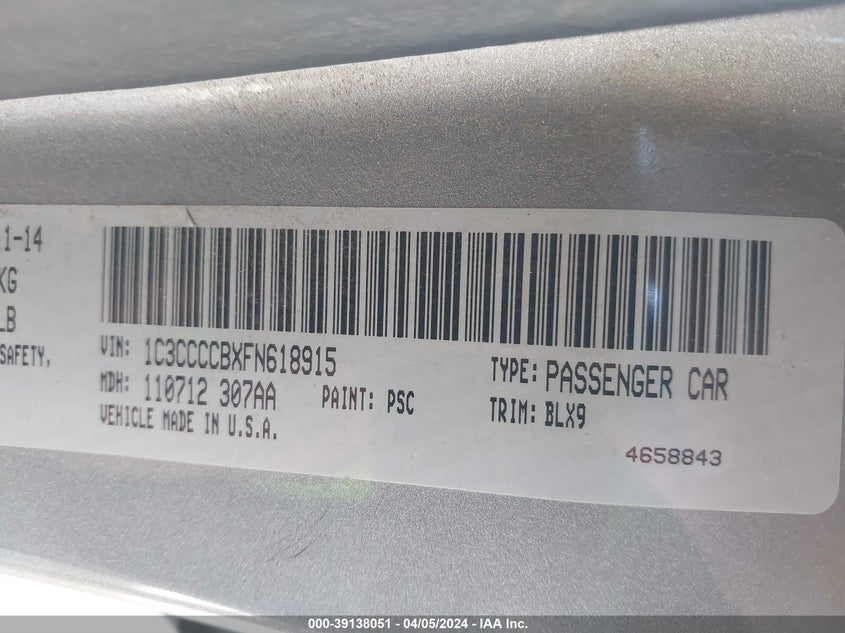 1-14
KG
LB
SAFETY,
VIN: 1C3CCCCBXFN618915
TYPE: PASSENGER CAR
MDH: 110712 307AA
PAINT: PSC
TRIM: BLX9
VEHICLE MADE IN U.S.A.
4658843
000-39138051 - 04/05/2024 - IAA Inc.